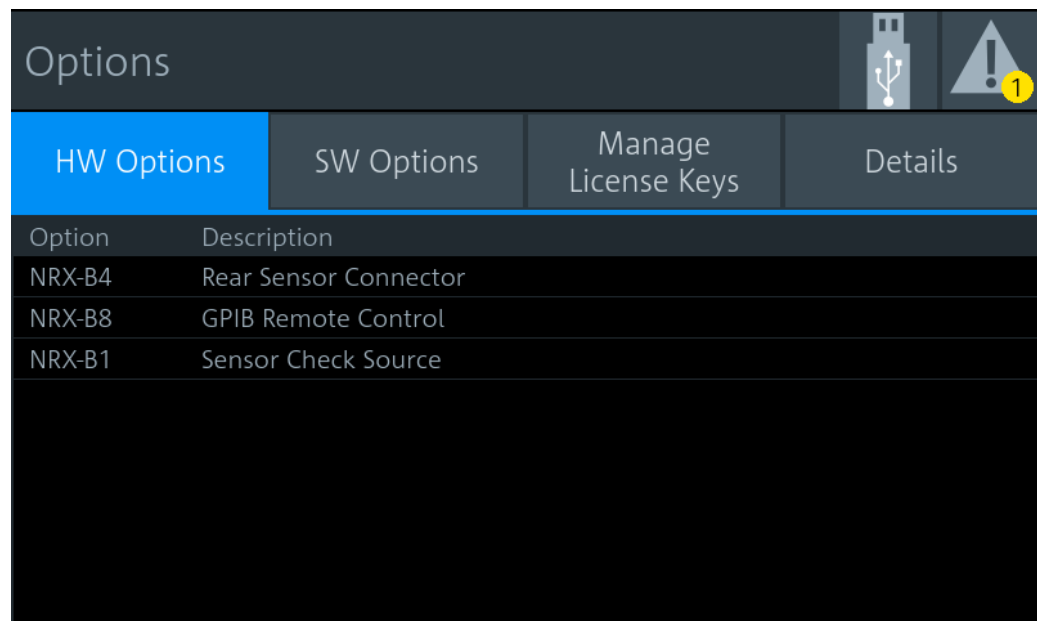 Options
1
HW Options
SW Options
Manage
License Keys
Details
Option Description
NRX-B4 Rear Sensor Connector
NRX-B8 GPIB Remote Control
NRX-B1 Sensor Check Source